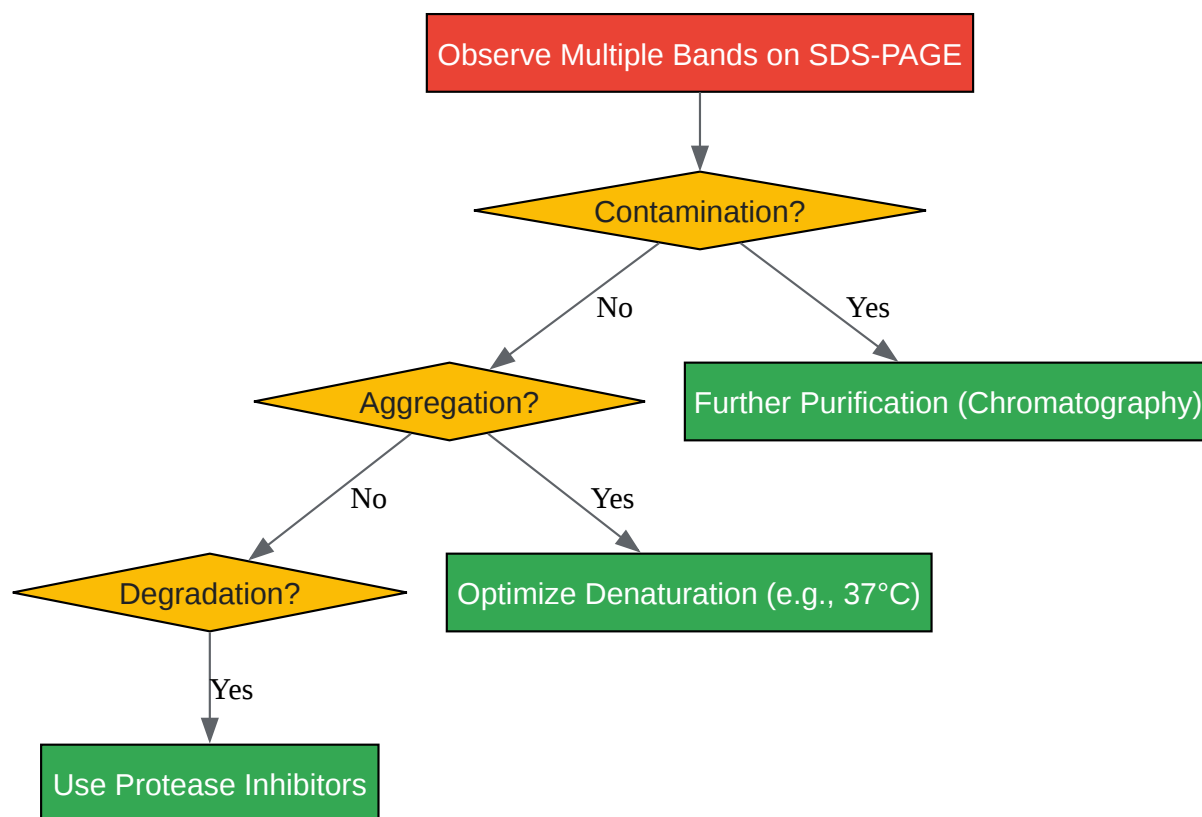 Observe Multiple Bands on SDS-PAGE
Contamination?
No
Yes
Aggregation?
Further Purification (Chromatography)
No
Yes
Degradation?
Optimize Denaturation (e.g., 37°C)
Yes
Use Protease Inhibitors